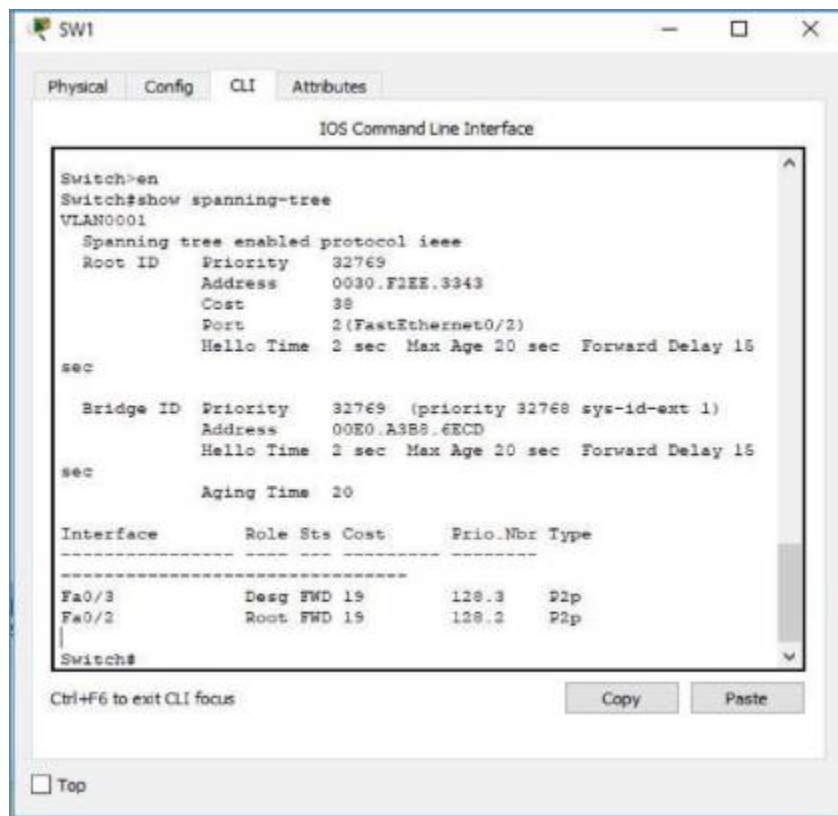 SW1
Physical Config CLI Attributes
IOS Command Line Interface
Switch>en
Switch#show spanning-tree
VLAN0001
Spanning tree enabled protocol ieee
Root ID Priority 32769
Address 0030.F2EE.3343
Cost 38
Port 2(FastEthernet0/2)
Hello Time 2 sec Max Age 20 sec Forward Delay 15
sec
Bridge ID Priority 32769 (priority 32768 sys-id-ext 1)
Address 00E0.A3B8.6ECD
Hello Time 2 sec Max Age 20 sec Forward Delay 15
sec
Aging Time 20
Interface Role Sts Cost Prio.Nbr Type
---------------- ---- --- --------- --------
--------------------------------
Fa0/3 Desg FWD 19 128.3 P2p
Fa0/2 Root FWD 19 128.2 P2p
Switch#
Ctrl+F6 to exit CLI focus
Copy Paste
Top